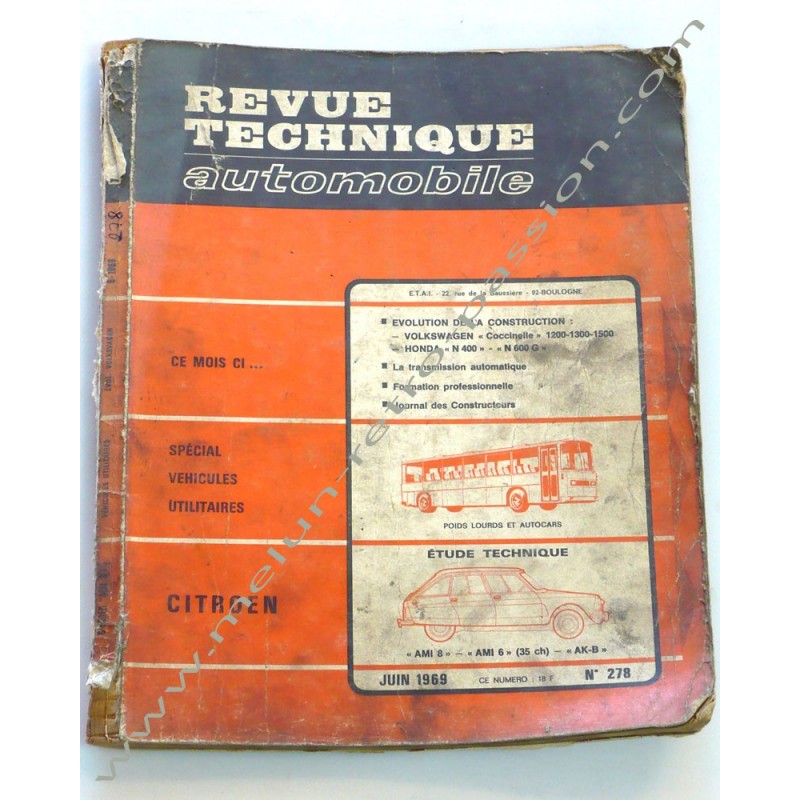 REVUE
TECHNIQUE
automobile
E.T.A.I. - 22, rue de la Saussière - 92-BOULOGNE
CE MOIS CI ...
■ EVOLUTION DE LA CONSTRUCTION :
— VOLKSWAGEN « Coccinelle » 1200-1300-1500
— HONDA « N 400 » - « N 600 G »
■ La transmission automatique
■ Formation professionnelle
■ Journal des Constructeurs
SPÉCIAL
VEHICULES
UTILITAIRES
POIDS LOURDS ET AUTOCARS
CITROEN
ÉTUDE TECHNIQUE
« AMI 8 » — « AMI 6 » (35 ch) — « AK-B »
JUIN 1969 CE NUMERO : 18 F N° 278
278
VEHICULES UTILITAIRES
VOLKSWAGEN
www.melun-retro-passion.com